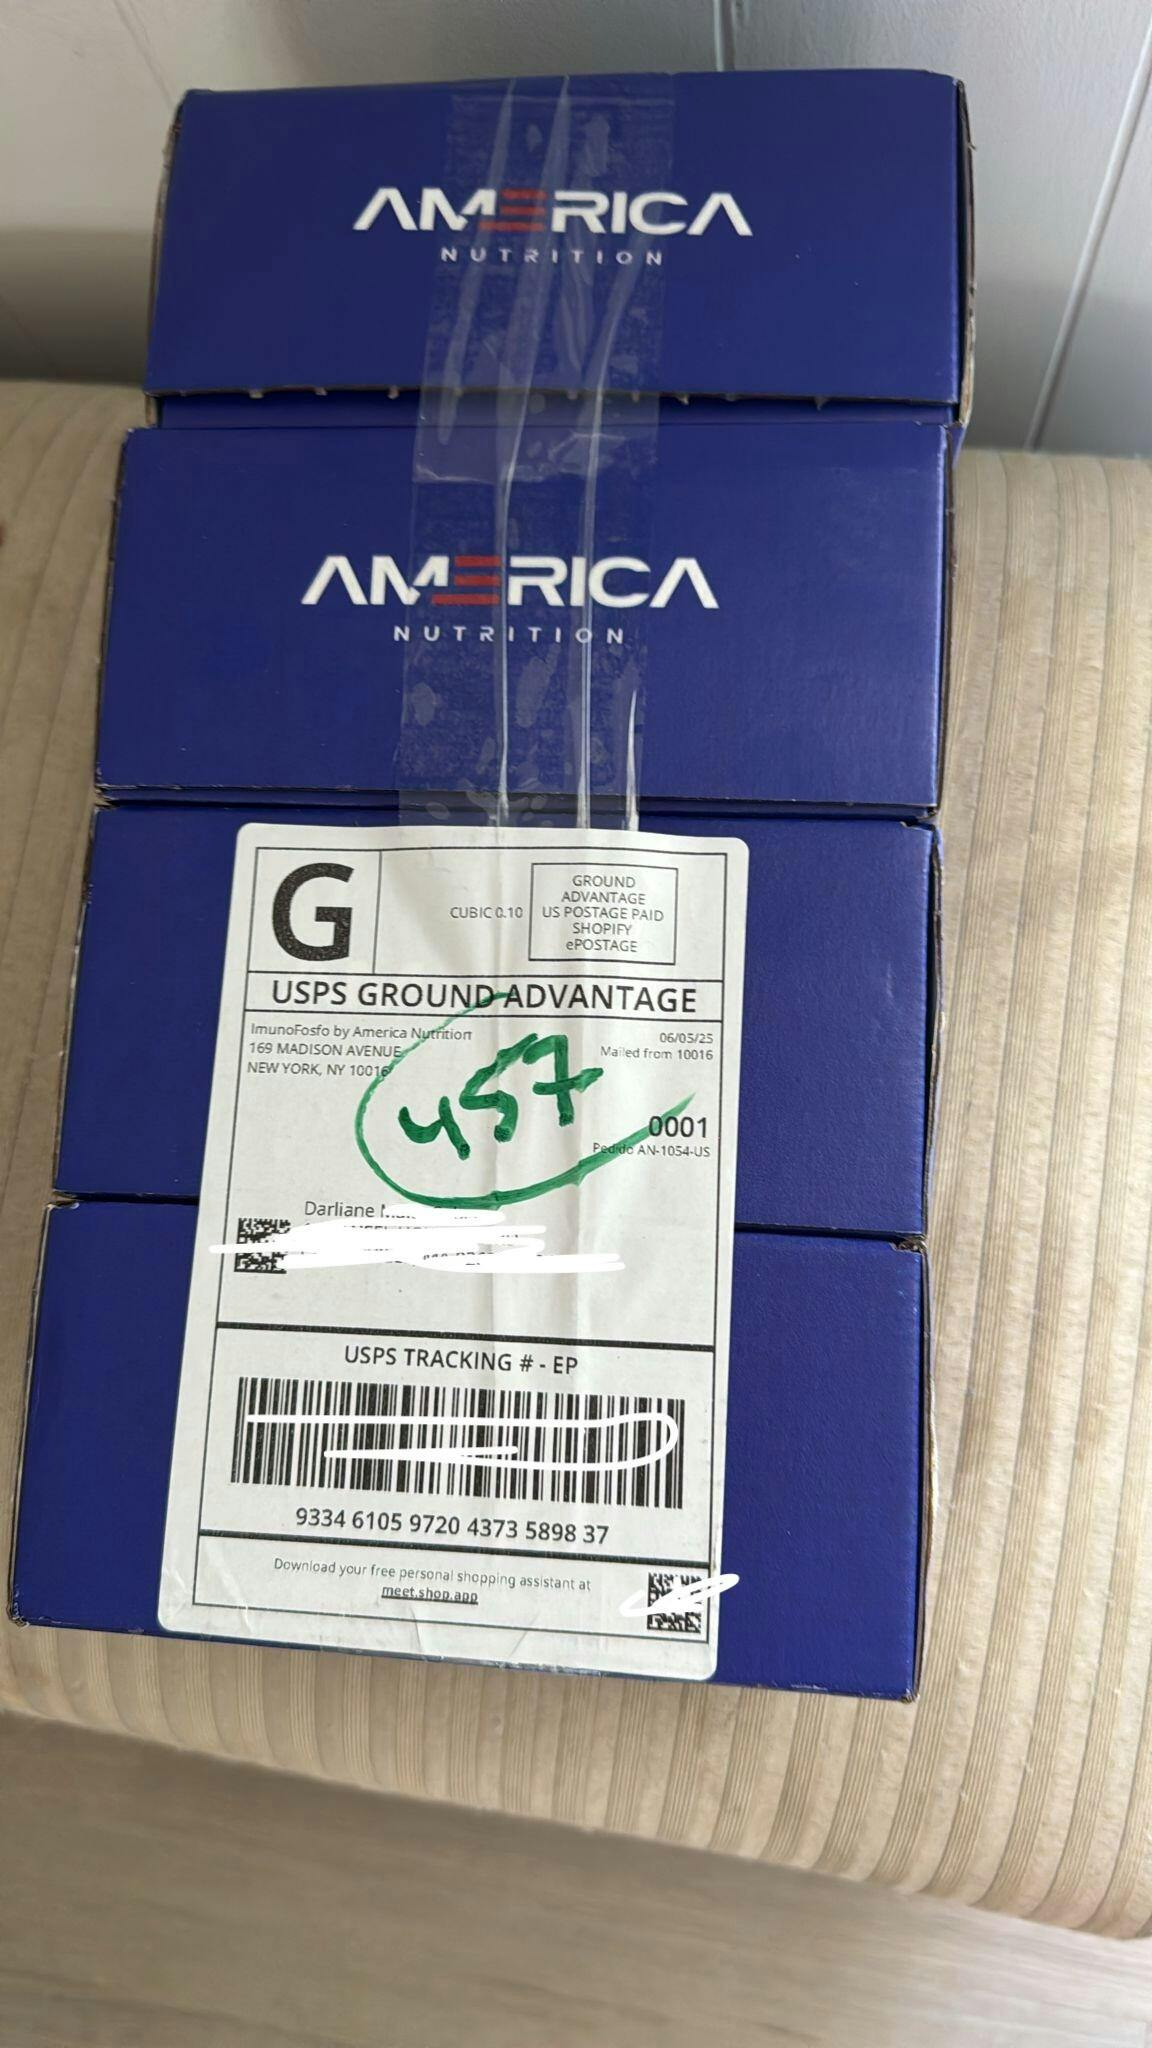 AMERICA
NUTRITION
AMERICA
NUTRITION
G
CUBIC 0.10
GROUND
ADVANTAGE
US POSTAGE PAID
SHOPIFY
ePOSTAGE
USPS GROUND ADVANTAGE
ImunoFosfo by America Nutrition
169 MADISON AVENUE
NEW YORK, NY 10016
06/05/25
Mailed from 10016
457
0001
Pedido AN-1054-US
Darliane
USPS TRACKING # - EP
9334 6105 9720 4373 5898 37
Download your free personal shopping assistant at
meet.shop.app